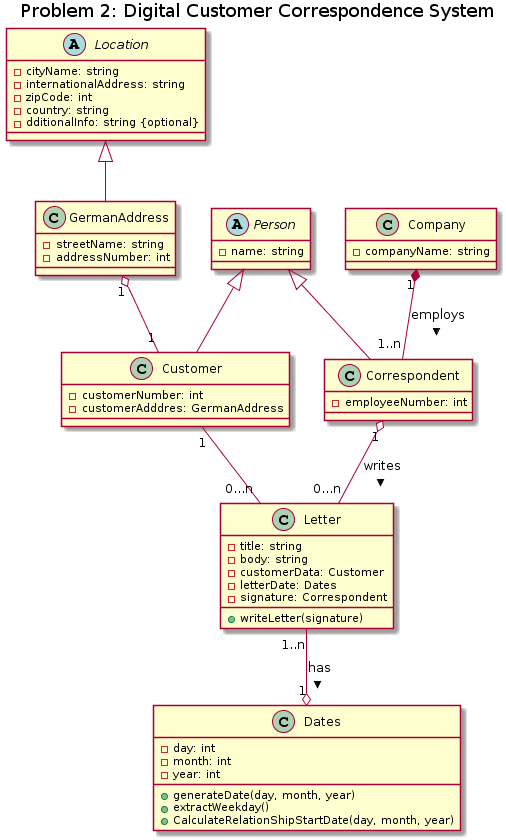 Problem 2: Digital Customer Correspondence System
A Location
cityName: string
internationalAddress: string
zipCode: int
country: string
dditionalInfo: string {optional}
C GermanAddress
streetName: string
addressNumber: int
A Person
name: string
C Company
companyName: string
1
1
employs
1
1..n
C Customer
customerNumber: int
customerAdddres: GermanAddress
C Correspondent
employeeNumber: int
1
1
writes
0...n
0...n
C Letter
title: string
body: string
customerData: Customer
letterDate: Dates
signature: Correspondent
writeLetter(signature)
1..n
has
1
C Dates
day: int
month: int
year: int
generateDate(day, month, year)
extractWeekday()
CalculateRelationShipStartDate(day, month, year)